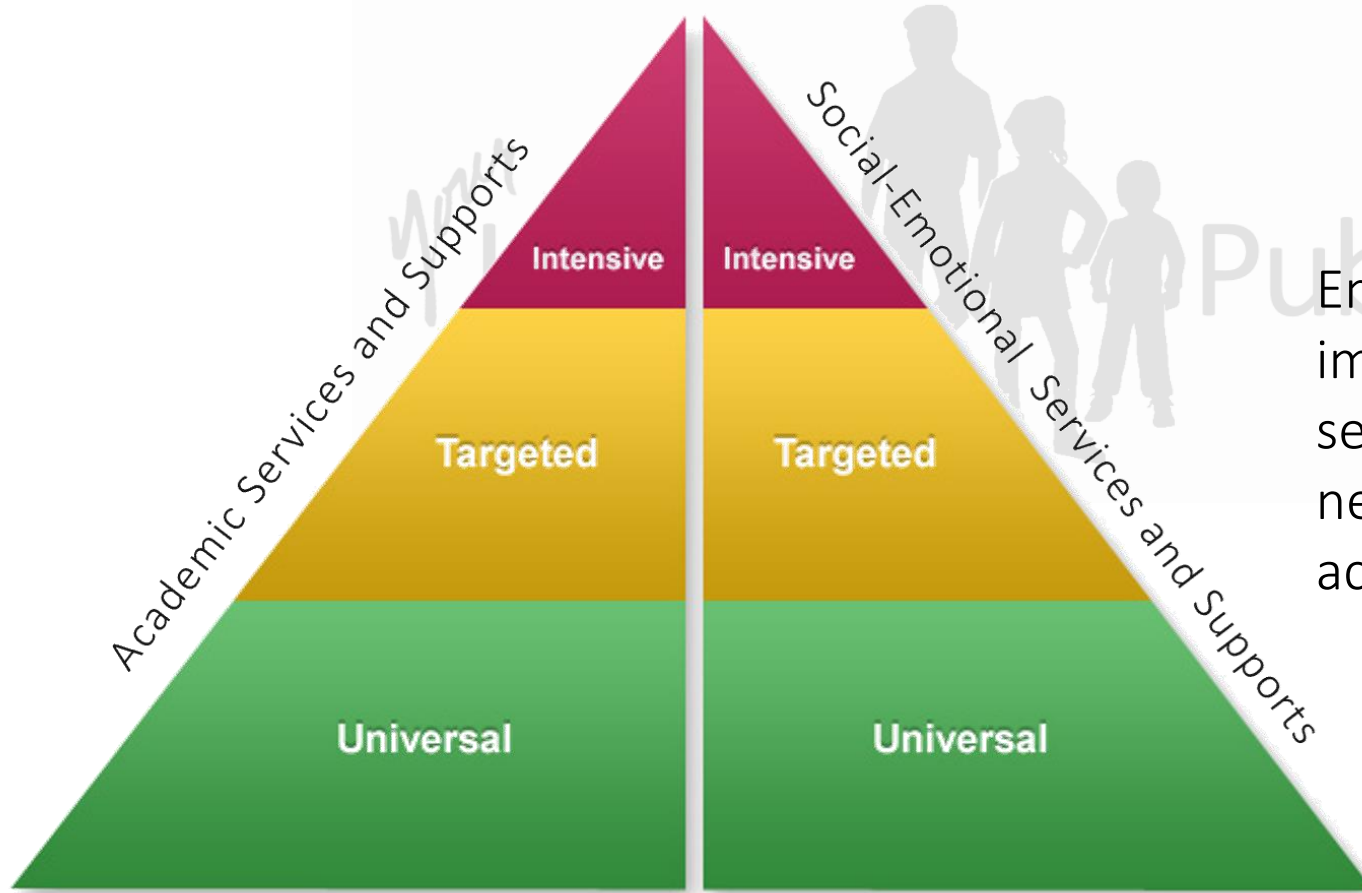 Academic Services and Supports
Social-Emotional Services and Supports
Intensive
Intensive
Targeted
Targeted
Universal
Universal